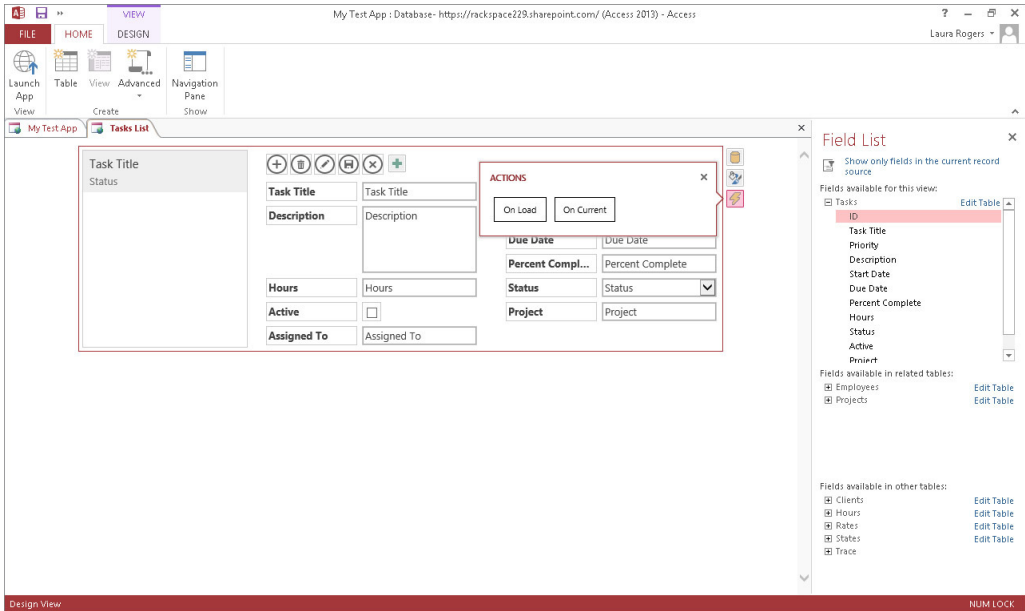 VIEW
My Test App : Database- https://rackspace229.sharepoint.com/ (Access 2013) - Access
FILE HOME DESIGN
Laura Rogers
Launch App
Table
View
Advanced
Navigation Pane
View
Create
Show
My Test App
Tasks List
Task Title
Status
Task Title
Task Title
Description
Description
Hours
Hours
Active
Assigned To
Assigned To
ACTIONS
On Load
On Current
Due Date
Due Date
Percent Compl...
Percent Complete
Status
Status
Project
Project
Field List
Show only fields in the current record
source
Fields available for this view:
Tasks Edit Table
ID
Task Title
Priority
Description
Start Date
Due Date
Percent Complete
Hours
Status
Active
Project
Fields available in related tables:
Employees Edit Table
Projects Edit Table
Fields available in other tables:
Clients Edit Table
Hours Edit Table
Rates Edit Table
States Edit Table
Trace
Design View
NUM LOCK